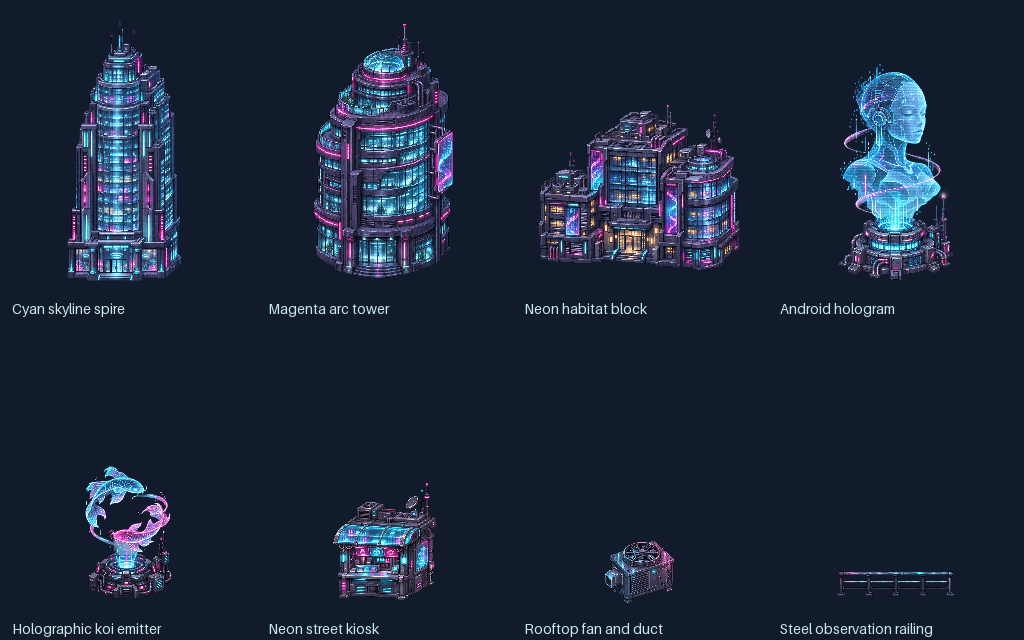 Cyan skyline spire
Magenta arc tower
Neon habitat block
Android hologram
Holographic koi emitter
Neon street kiosk
Rooftop fan and duct
Steel observation railing